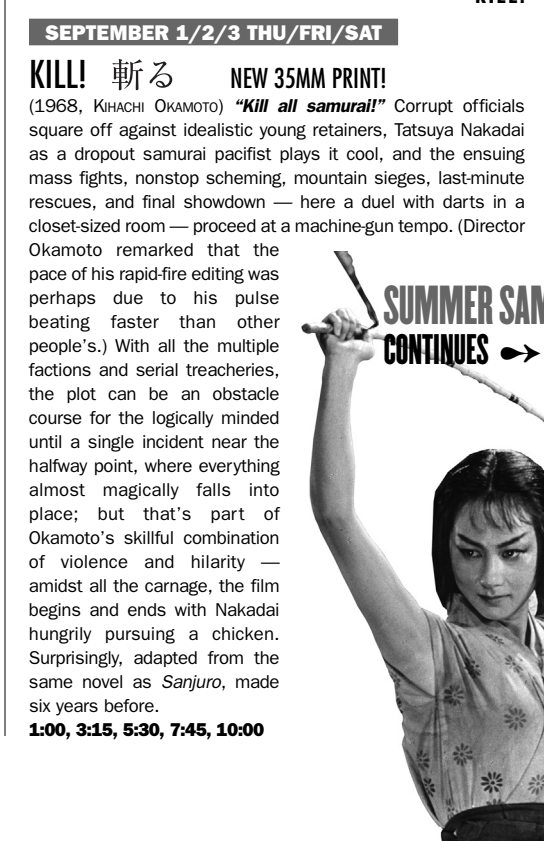 SEPTEMBER 1/2/3 THU/FRI/SAT
KILL! 斬る NEW 35MM PRINT!
(1968, KIHACHI OKAMOTO) "Kill all samurai!" Corrupt officials
square off against idealistic young retainers, Tatsuya Nakadai
as a dropout samurai pacifist plays it cool, and the ensuing
mass fights, nonstop scheming, mountain sieges, last-minute
rescues, and final showdown — here a duel with darts in a
closet-sized room — proceed at a machine-gun tempo. (Director
Okamoto remarked that the
pace of his rapid-fire editing was
perhaps due to his pulse
beating faster than other
people's.) With all the multiple
factions and serial treacheries,
the plot can be an obstacle
course for the logically minded
until a single incident near the
halfway point, where everything
almost magically falls into
place; but that's part of
Okamoto's skillful combination
of violence and hilarity —
amidst all the carnage, the film
begins and ends with Nakadai
hungrily pursuing a chicken.
Surprisingly, adapted from the
same novel as Sanjuro, made
six years before.
1:00, 3:15, 5:30, 7:45, 10:00
SUMMER SAM
CONTINUES